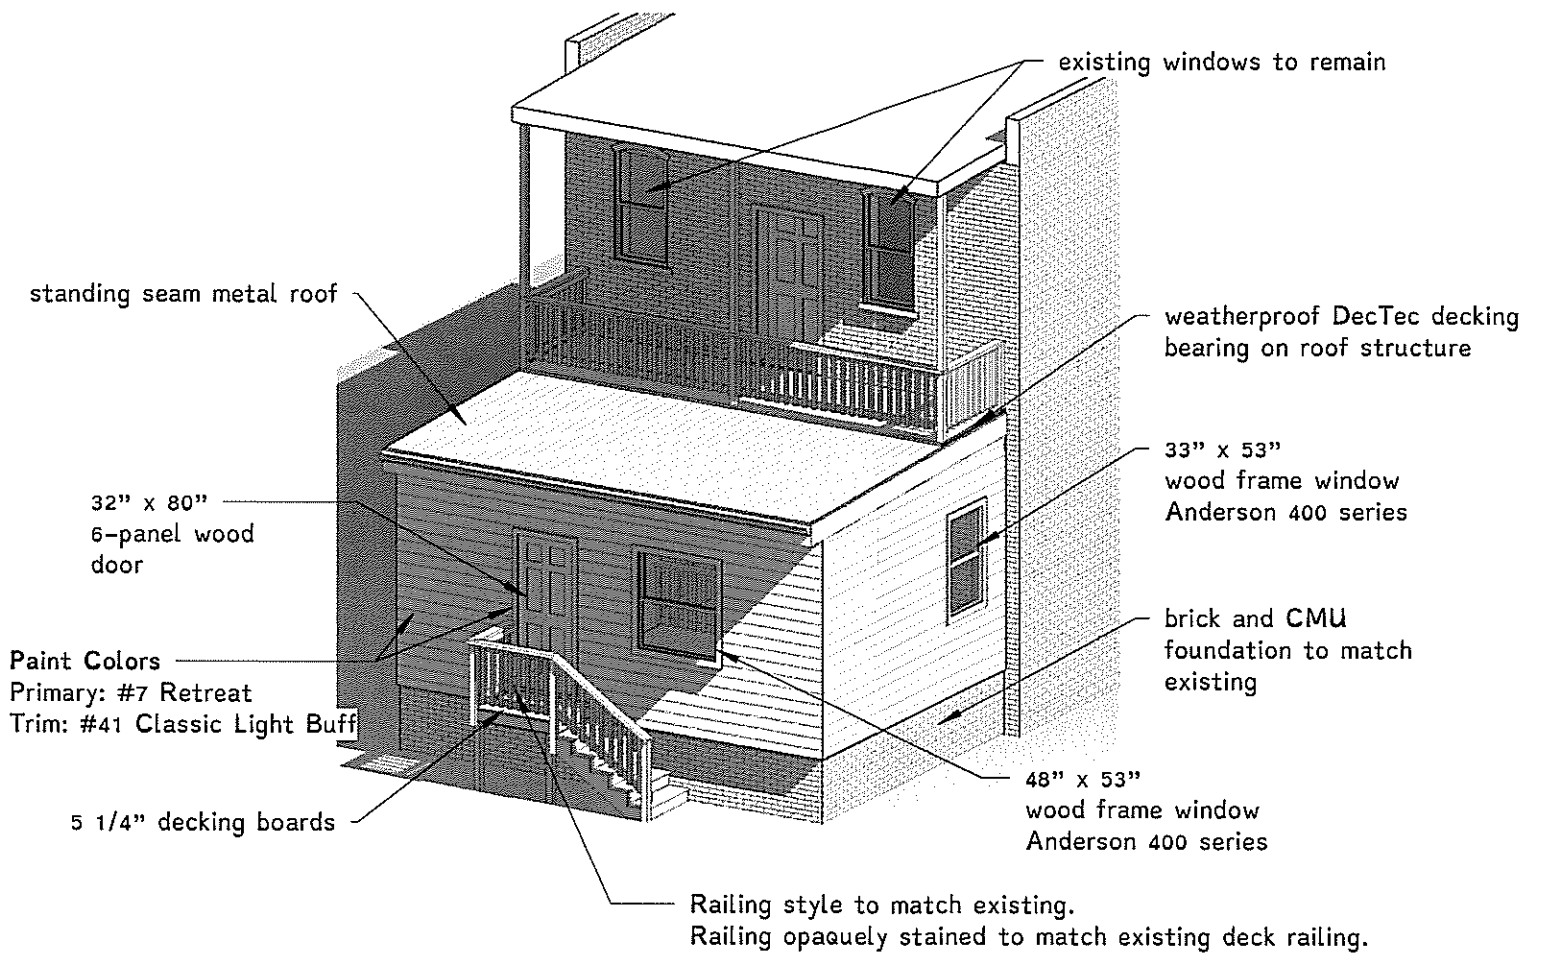 existing windows to remain
standing seam metal roof
weatherproof DecTec decking
bearing on roof structure
33" x 53"
wood frame window
Anderson 400 series
32" x 80"
6-panel wood
door
brick and CMU
foundation to match
existing
Paint Colors
Primary: #7 Retreat
Trim: #41 Classic Light Buff
48" x 53"
wood frame window
Anderson 400 series
5 1/4" decking boards
Railing style to match existing.
Railing opaquely stained to match existing deck railing.